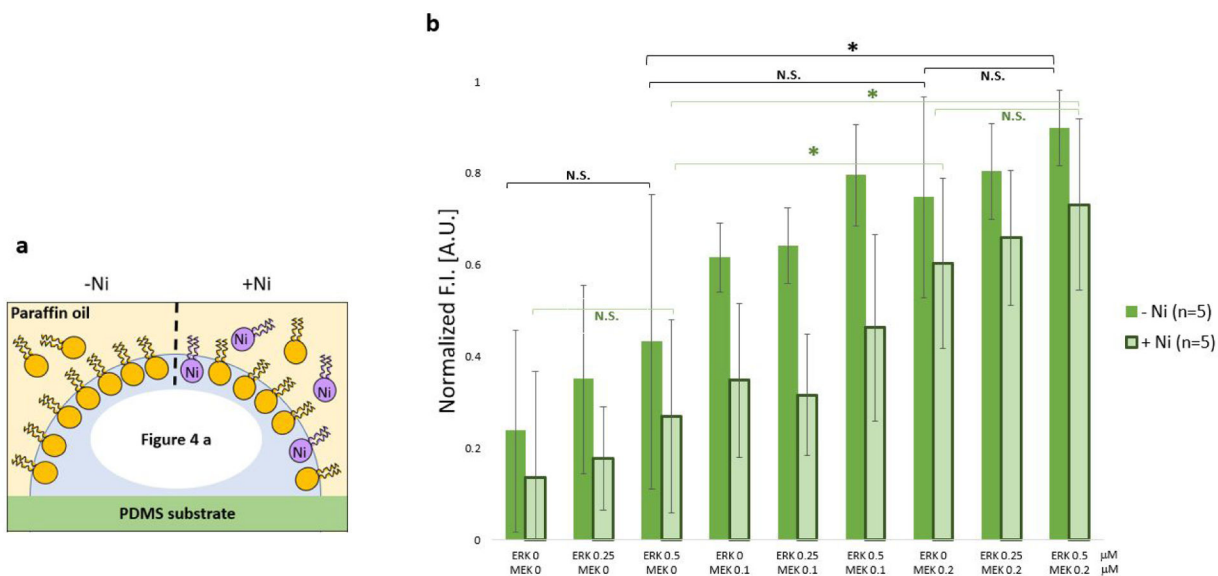 a
-Ni
+Ni
Paraffin oil
Ni
Ni
Ni
Ni
Figure 4 a
PDMS substrate
b
Normalized F.I. [A.U.]
1
0.8
0.6
0.4
0.2
0
*
N.S.
N.S.
*
N.S.
*
N.S.
N.S.
- Ni (n=5)
+ Ni (n=5)
ERK 0 ERK 0.25 ERK 0.5 ERK 0 ERK 0.25 ERK 0.5 ERK 0 ERK 0.25 ERK 0.5 μM
MEK 0 MEK 0 MEK 0 MEK 0.1 MEK 0.1 MEK 0.1 MEK 0.2 MEK 0.2 MEK 0.2 μM